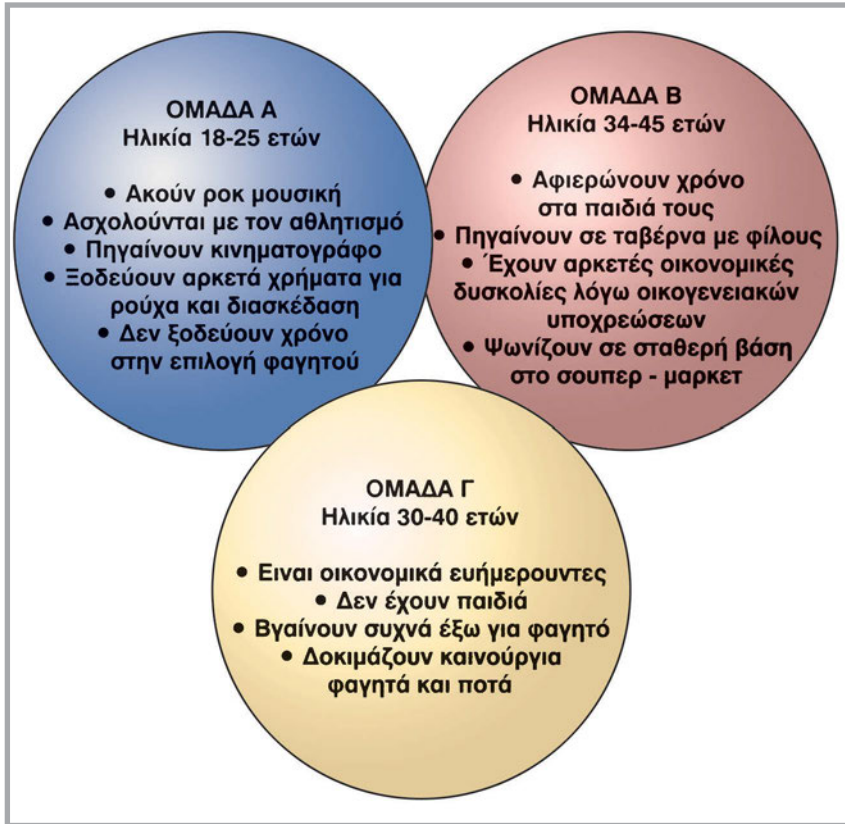 ΟΜΑΔΑ Α
Ηλικία 18-25 ετών
• Ακούν ροκ μουσική
• Ασχολούνται με τον αθλητισμό
• Πηγαίνουν κινηματογράφο
• Ξοδεύουν αρκετά χρήματα για
ρούχα και διασκέδαση
• Δεν ξοδεύουν χρόνο
στην επιλογή φαγητού
ΟΜΑΔΑ Β
Ηλικία 34-45 ετών
• Αφιερώνουν χρόνο
στα παιδιά τους
• Πηγαίνουν σε ταβέρνα με φίλους
• Έχουν αρκετές οικονομικές
δυσκολίες λόγω οικογενειακών
υποχρεώσεων
• Ψωνίζουν σε σταθερή βάση
στο σουπερ - μαρκετ
ΟΜΑΔΑ Γ
Ηλικία 30-40 ετών
• Ειναι οικονομικά ευήμερουντες
• Δεν έχουν παιδιά
• Βγαίνουν συχνά έξω για φαγητό
• Δοκιμάζουν καινούργια
φαγητά και ποτά